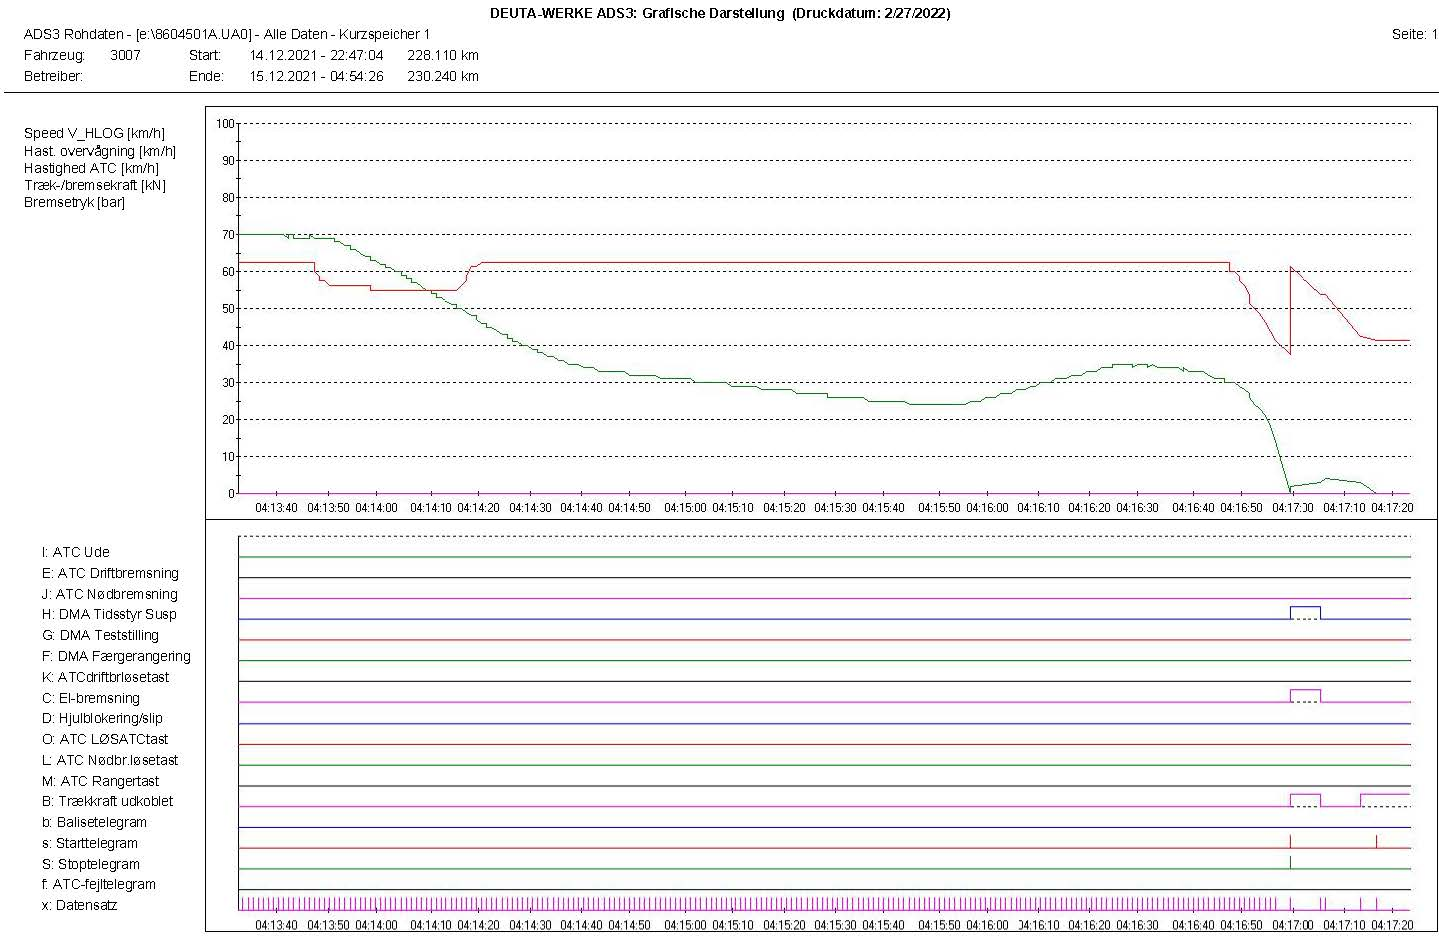 DEUTA-WERKE ADS3: Grafische Darstellung (Druckdatum: 2/27/2022)
ADS3 Rohdaten - [e:\8604501A.UA0] - Alle Daten - Kurzspeicher 1 Seite: 1
Fahrzeug: 3007 Start: 14.12.2021 - 22:47:04 228.110 km
Betreiber: Ende: 15.12.2021 - 04:54:26 230.240 km
Speed V_HLOG [km/h]
Hast. overvågning [km/h]
Hastighed ATC [km/h]
Træk-/bremsekraft [kN]
Bremsetryk [bar]
100
90
80
70
60
50
40
30
20
10
0
04:13:40 04:13:50 04:14:00 04:14:10 04:14:20 04:14:30 04:14:40 04:14:50 04:15:00 04:15:10 04:15:20 04:15:30 04:15:40 04:15:50 04:16:00 04:16:10 04:16:20 04:16:30 04:16:40 04:16:50 04:17:00 04:17:10 04:17:20
I: ATC Ude
E: ATC Driftbremsning
J: ATC Nødbremsning
H: DMA Tidsstyr Susp
G: DMA Teststilling
F: DMA Færgerangering
K: ATCdriftbrløsetast
C: El-bremsning
D: Hjulblokering/slip
O: ATC LØSATCtast
L: ATC Nødbr.løsetast
M: ATC Rangertast
B: Trækkraft udkoblet
b: Balisetelegram
s: Starttelegram
S: Stoptelegram
f: ATC-fejltelegram
x: Datensatz
04:13:40 04:13:50 04:14:00 04:14:10 04:14:20 04:14:30 04:14:40 04:14:50 04:15:00 04:15:10 04:15:20 04:15:30 04:15:40 04:15:50 04:16:00 04:16:10 04:16:20 04:16:30 04:16:40 04:16:50 04:17:00 04:17:10 04:17:20